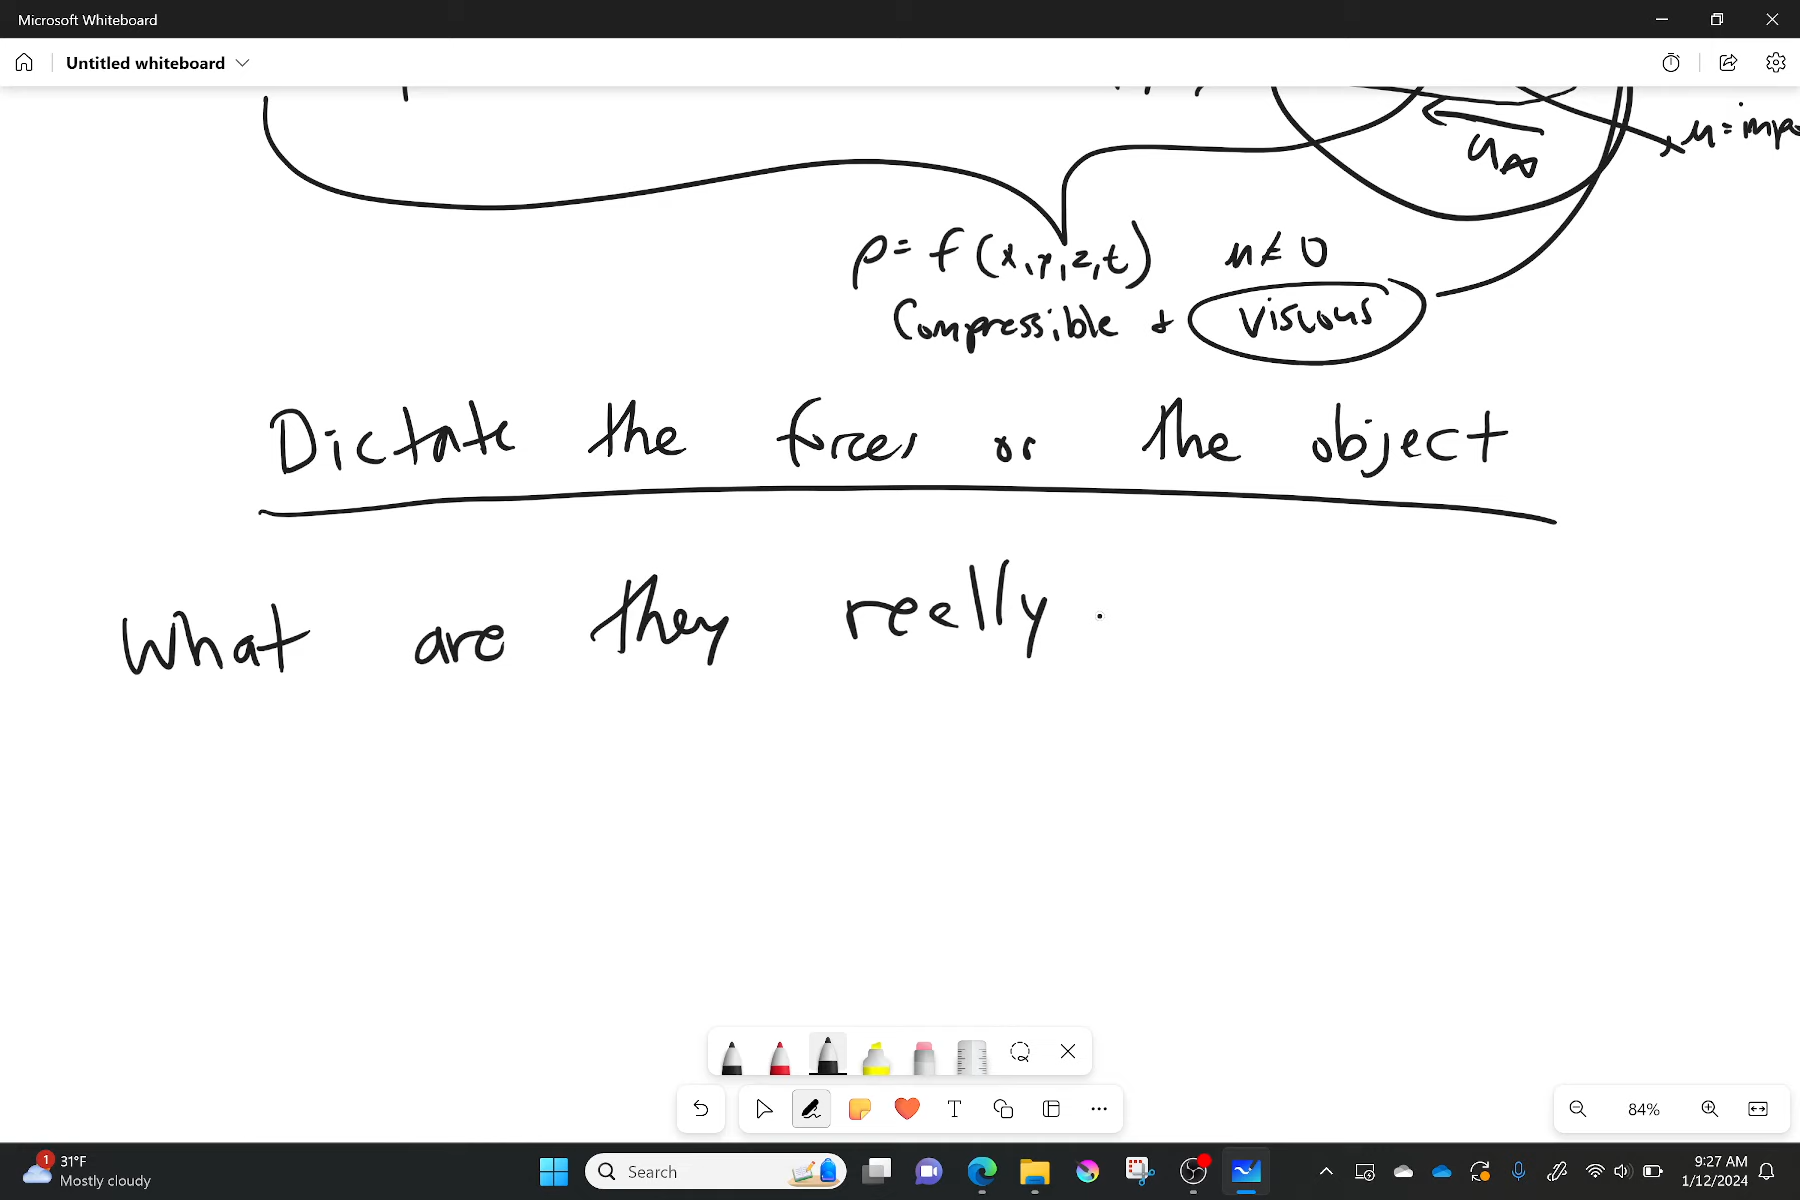 Microsoft Whiteboard
Untitled whiteboard
u∞
ρ = f(x,y,z,t) μ ≠ 0
Compressible + Viscous
Dictate the forces on the object
What are they really
84%
1
31°F
Mostly cloudy
Search
9:27 AM
1/12/2024